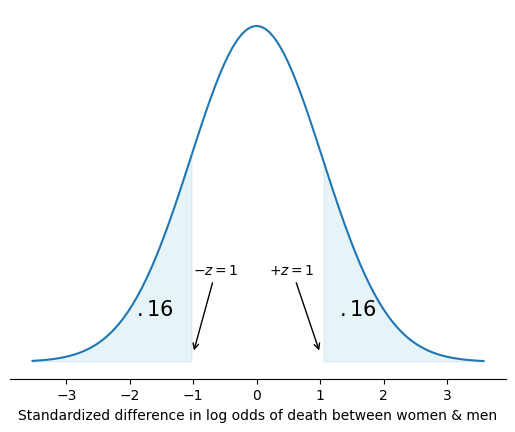 −z = 1 +z = 1
.16 .16
−3 −2 −1 0 1 2 3
Standardized difference in log odds of death between women & men